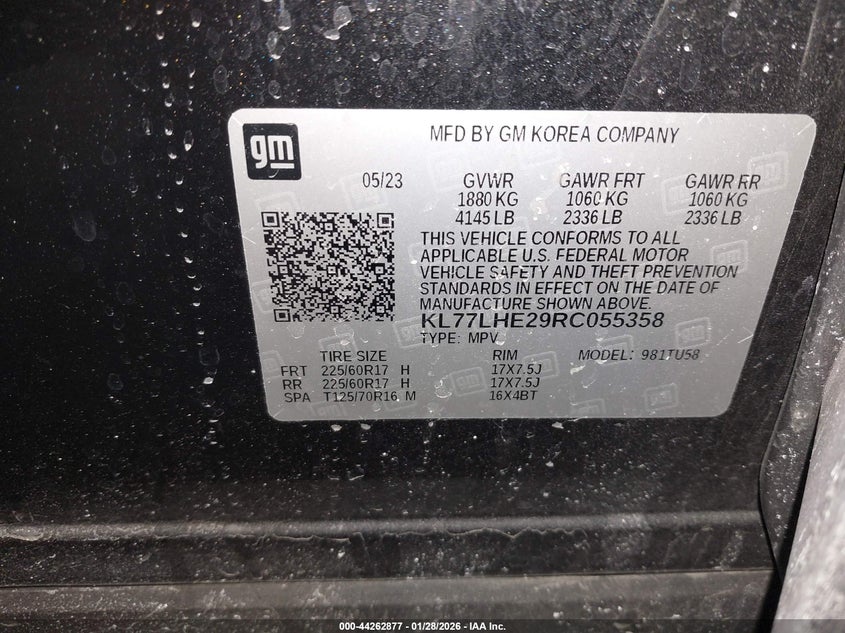 gm
MFD BY GM KOREA COMPANY
05/23
GVWR GAWR FRT GAWR RR
1880 KG 1060 KG 1060 KG
4145 LB 2336 LB 2336 LB
THIS VEHICLE CONFORMS TO ALL
APPLICABLE U.S. FEDERAL MOTOR
VEHICLE SAFETY AND THEFT PREVENTION
STANDARDS IN EFFECT ON THE DATE OF
MANUFACTURE SHOWN ABOVE.
KL77LHE29RC055358
TYPE: MPV
TIRE SIZE RIM MODEL: 981TU58
FRT 225/60R17 H 17X7.5J
RR 225/60R17 H 17X7.5J
SPA T125/70R16 M 16X4BT
000-44262877 | 01/28/2026 - IAA Inc.